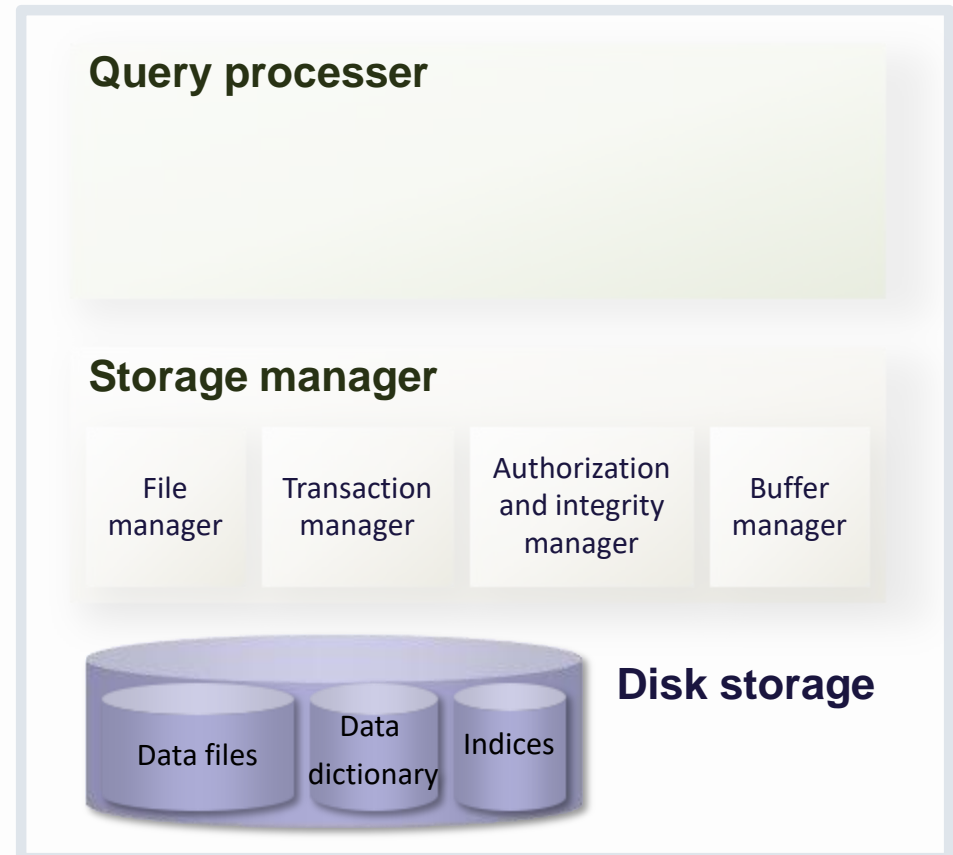 Query processer
Storage manager
File
manager
Transaction
manager
Authorization
and integrity
manager
Buffer
manager
Disk storage
Data files
Data
dictionary
Indices